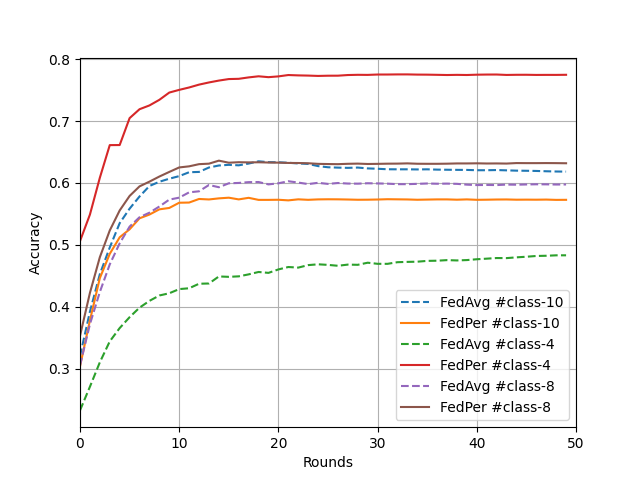 0.8
0.7
0.6
0.5
0.4
0.3
Accuracy
0
10
20
30
40
50
Rounds
FedAvg #class-10
FedPer #class-10
FedAvg #class-4
FedPer #class-4
FedAvg #class-8
FedPer #class-8